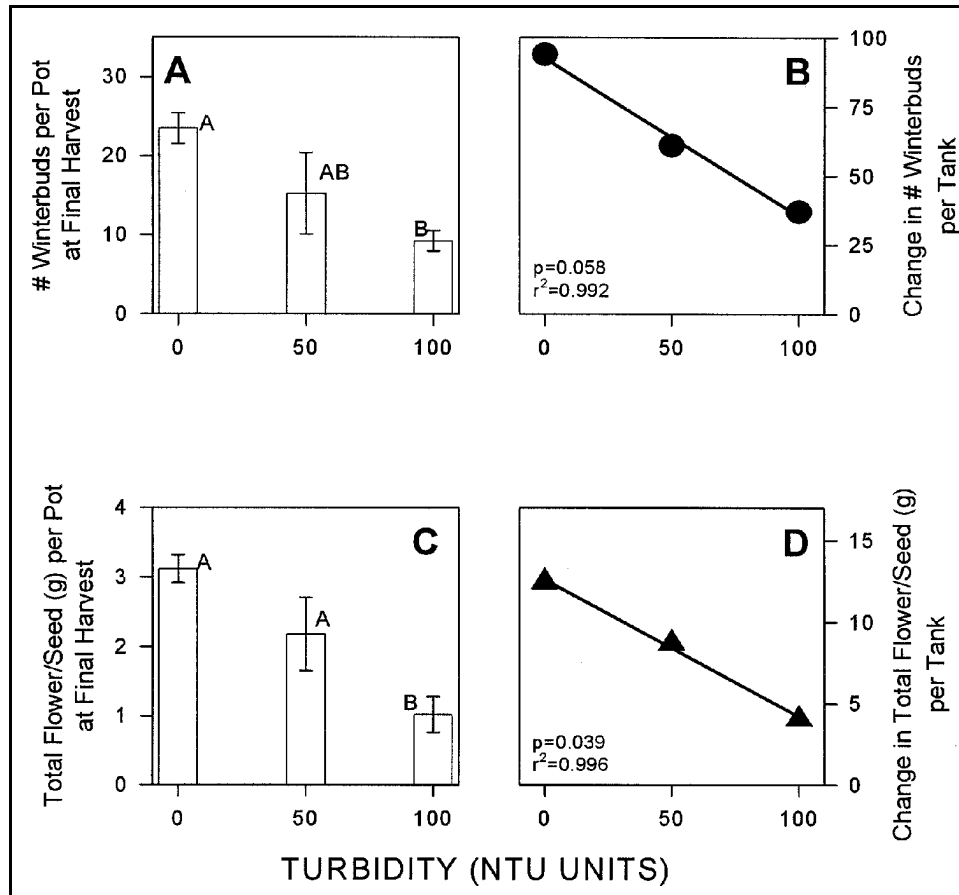 # Winterbuds per Pot
at Final Harvest
30
20
10
0
A
A
AB
B
0
50
100
B
p=0.058
r²=0.992
0
50
100
100
75
50
25
0
Change in # Winterbuds
per Tank
Total Flower/Seed (g) per Pot
at Final Harvest
4
3
2
1
0
C
A
A
B
0
50
100
D
p=0.039
r²=0.996
0
50
100
15
10
5
0
Change in Total Flower/Seed (g)
per Tank
TURBIDITY (NTU UNITS)